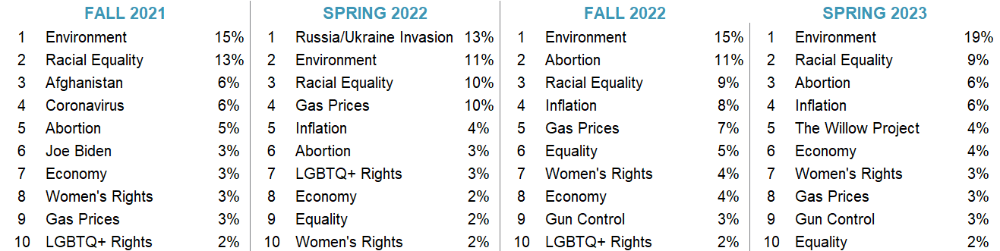 FALL 2021 SPRING 2022 FALL 2022 SPRING 2023
1 Environment 15% 1 Russia/Ukraine Invasion 13% 1 Environment 15% 1 Environment 19%
2 Racial Equality 13% 2 Environment 11% 2 Abortion 11% 2 Racial Equality 9%
3 Afghanistan 6% 3 Racial Equality 10% 3 Racial Equality 9% 3 Abortion 6%
4 Coronavirus 6% 4 Gas Prices 10% 4 Inflation 8% 4 Inflation 6%
5 Abortion 5% 5 Inflation 4% 5 Gas Prices 7% 5 The Willow Project 4%
6 Joe Biden 3% 6 Abortion 3% 6 Equality 5% 6 Economy 4%
7 Economy 3% 7 LGBTQ+ Rights 3% 7 Women's Rights 4% 7 Women's Rights 3%
8 Women's Rights 3% 8 Economy 2% 8 Economy 4% 8 Gas Prices 3%
9 Gas Prices 3% 9 Equality 2% 9 Gun Control 3% 9 Gun Control 3%
10 LGBTQ+ Rights 2% 10 Women's Rights 2% 10 LGBTQ+ Rights 2% 10 Equality 2%